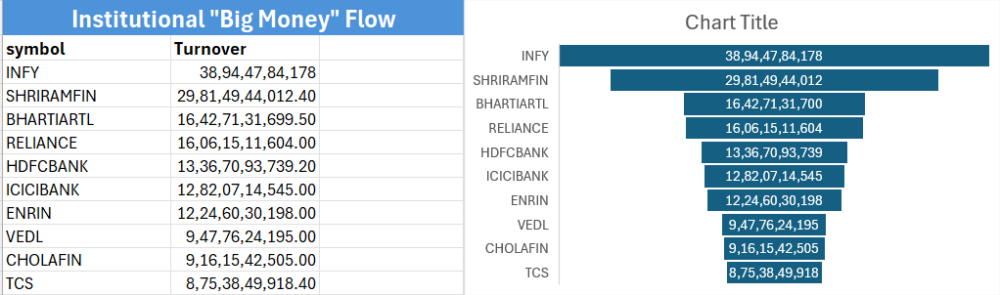 Institutional "Big Money" Flow
symbol Turnover
INFY 38,94,47,84,178
SHRIRAMFIN 29,81,49,44,012.40
BHARTIARTL 16,42,71,31,699.50
RELIANCE 16,06,15,11,604.00
HDFCBANK 13,36,70,93,739.20
ICICIBANK 12,82,07,14,545.00
ENRIN 12,24,60,30,198.00
VEDL 9,47,76,24,195.00
CHOLAFIN 9,16,15,42,505.00
TCS 8,75,38,49,918.40
Chart Title
INFY 38,94,47,84,178
SHRIRAMFIN 29,81,49,44,012
BHARTIARTL 16,42,71,31,700
RELIANCE 16,06,15,11,604
HDFCBANK 13,36,70,93,739
ICICIBANK 12,82,07,14,545
ENRIN 12,24,60,30,198
VEDL 9,47,76,24,195
CHOLAFIN 9,16,15,42,505
TCS 8,75,38,49,918